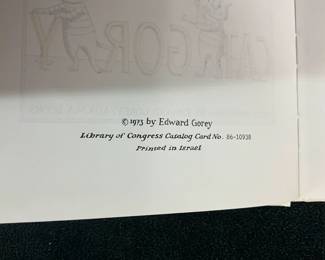 © 1973 by Edward Gorey
Library of Congress Catalog Card No. 86-10938
Printed in Israel